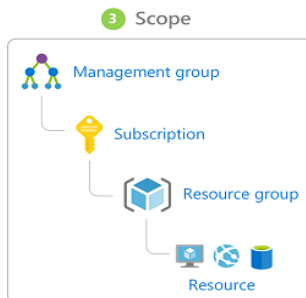 3 Scope
Management group
Subscription
Resource group
Resource